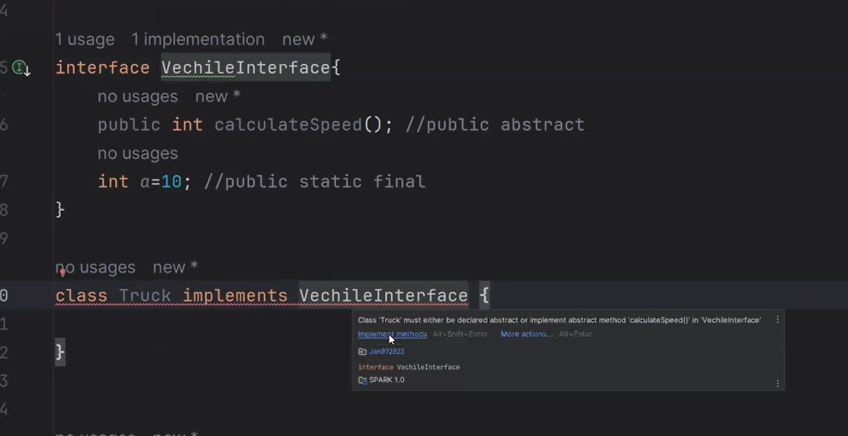 4
1 usage 1 implementation new *
5 interface VechileInterface{
no usages new *
6 public int calculateSpeed(); //public abstract
no usages
7 int a=10; //public static final
8 }
9
no usages new *
0 class Truck implements VechileInterface {
Class 'Truck' must either be declared abstract or implement abstract method 'calculateSpeed()' in 'VechileInterface'
1
Implement methods Alt+Shift+Enter More actions... Alt+Enter
2 }
Jan072023
interface VechileInterface
3
SPARK 1.0
4